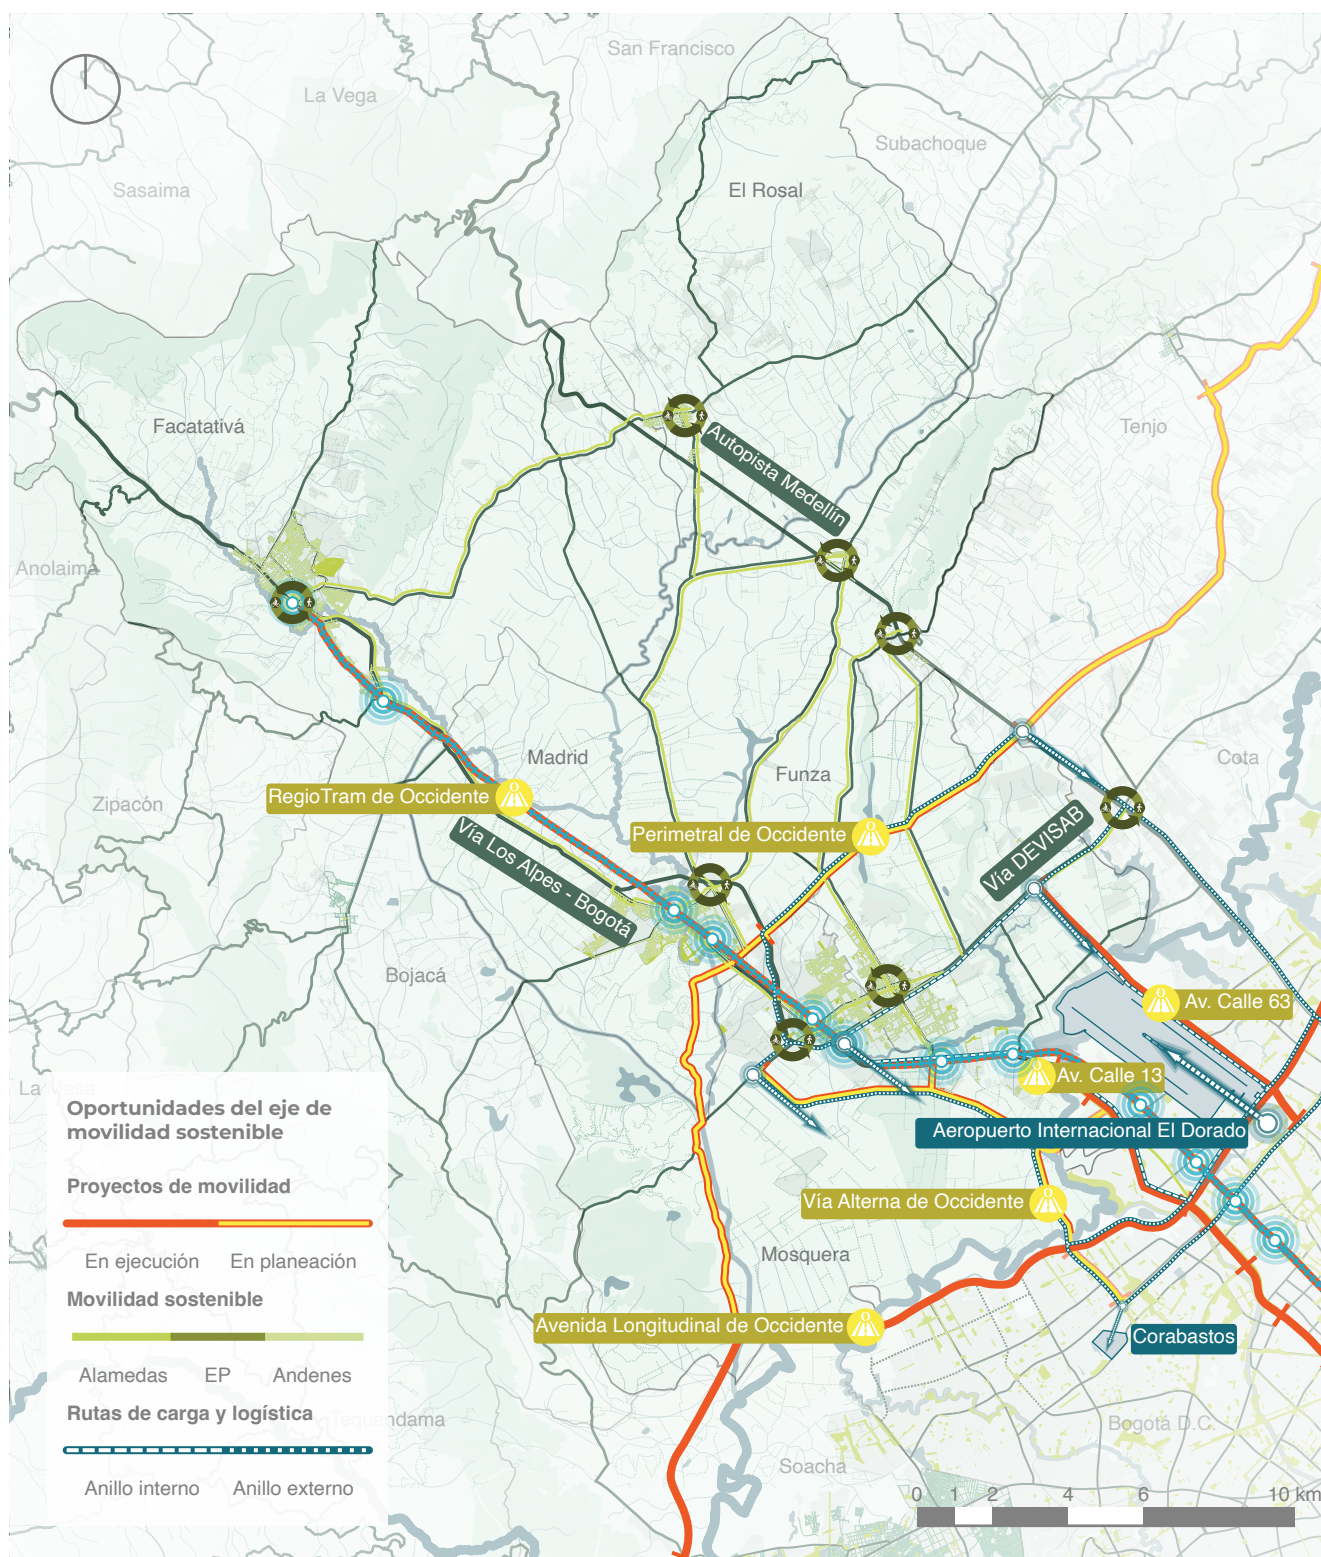 San Francisco
La Vega
Subachoque
Sasaima
El Rosal
Facatativá
Tenjo
Autopista Medellín
Anolaima
Madrid
Funza
Cota
RegioTram de Occidente
Zipacón
Perimetral de Occidente
Vía DEVISAB
Vía Los Alpes - Bogotá
Bojacá
Av. Calle 63
Av. Calle 13
La
Aeropuerto Internacional El Dorado
Vía Alterna de Occidente
Mosquera
Avenida Longitudinal de Occidente
Corabastos
Tequendama
Bogotá D.C.
Soacha
Oportunidades del eje de
movilidad sostenible
Proyectos de movilidad
En ejecución En planeación
Movilidad sostenible
Alamedas EP Andenes
Rutas de carga y logística
Anillo interno Anillo externo
0 1 2 4 6 10 km